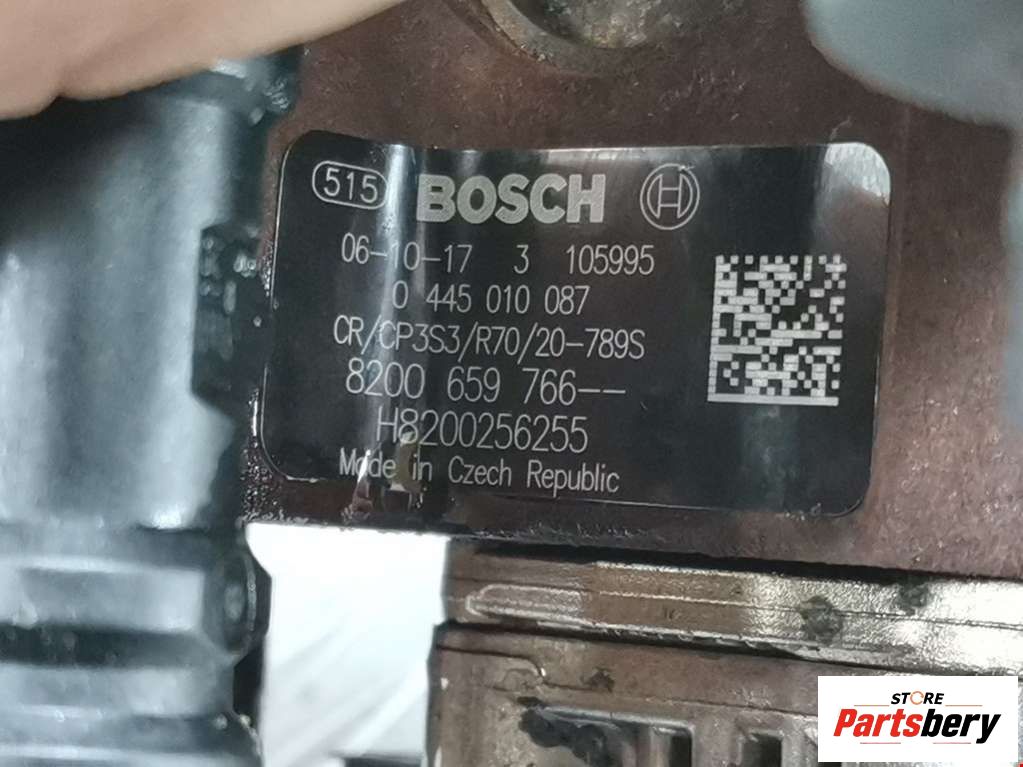 515 BOSCH
06-10-17 3 105995
0 445 010 087
CR/CP3S3/R70/20-789S
8200 659 766--
H8200256255
Made in Czech Republic
STORE
Partsbery